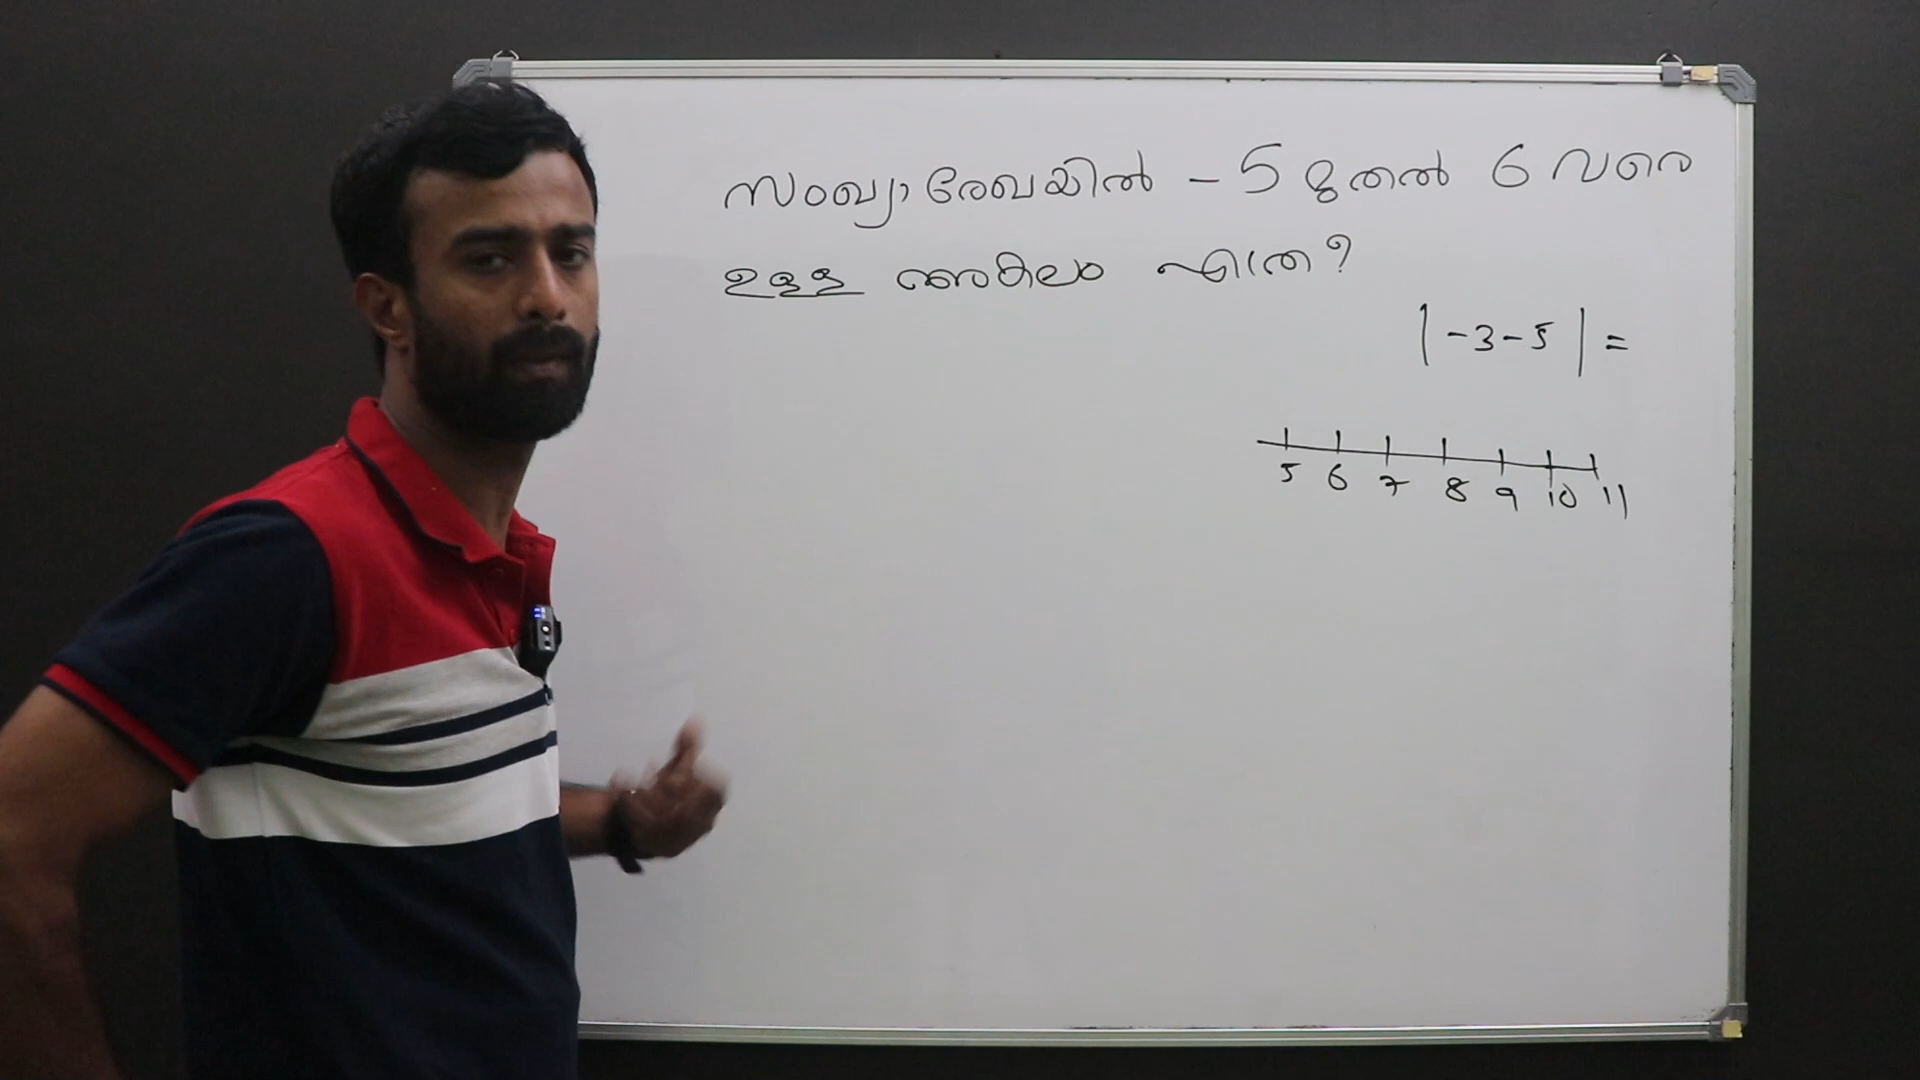 സംഖ്യാ രേഖയിൽ - 5 മുതൽ 6 വരെ
ഉള്ള അകലം എത്ര?
|-3-5| =
5 6 7 8 9 10 11